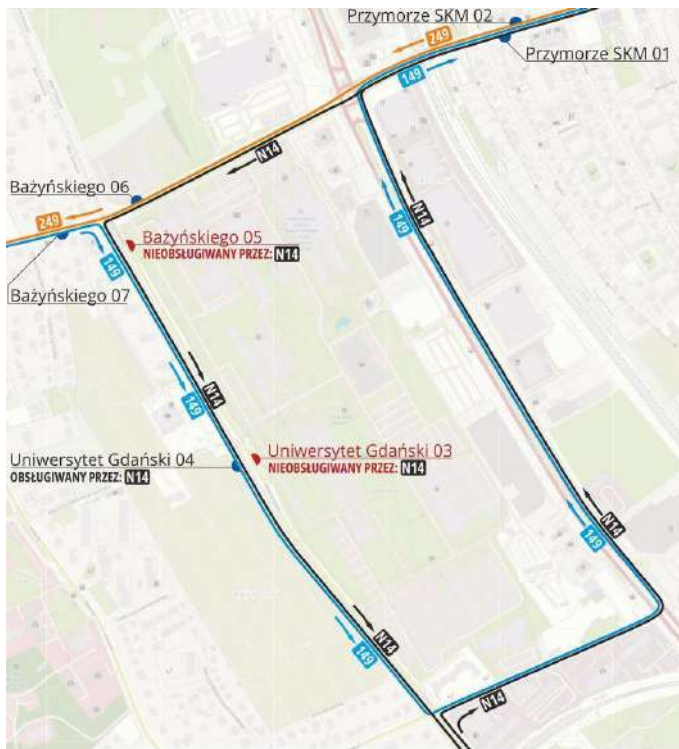 Przymorze SKM 02
249
Przymorze SKM 01
149
N14
Bażyńskiego 06
249
Bażyńskiego 05
NIEOBSŁUGIWANY PRZEZ: N14
149
Bażyńskiego 07
N14
149
N14
149
Uniwersytet Gdański 04
OBSŁUGIWANY PRZEZ: N14
Uniwersytet Gdański 03
NIEOBSŁUGIWANY PRZEZ: N14
N14
149
N14
149
N14